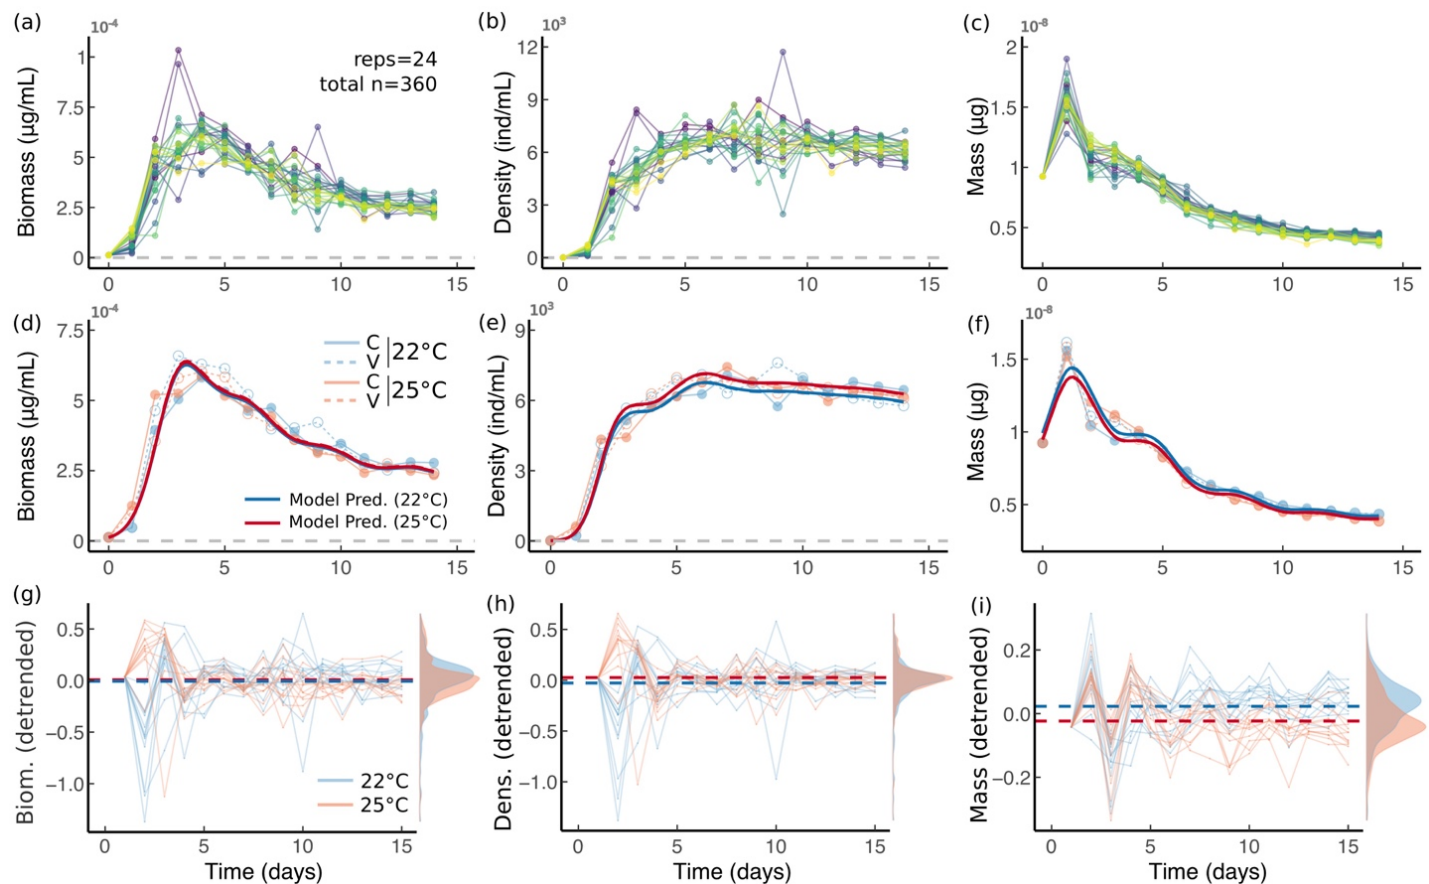 (a)
10⁻⁴
Biomass (µg/mL)
1
7.5
5
2.5
0
reps=24
total n=360
0 5 10 15
(b)
10³
Density (ind/mL)
12
9
6
3
0
0 5 10 15
(c)
10⁻⁸
Mass (µg)
2
1.5
1
0.5
0 5 10 15
(d)
10⁻⁴
Biomass (µg/mL)
7.5
5
2.5
0
C
V
22°C
C
V
25°C
Model Pred. (22°C)
Model Pred. (25°C)
0 5 10 15
(e)
10³
Density (ind/mL)
9
6
3
0
0 5 10 15
(f)
10⁻⁸
Mass (µg)
1.5
1
0.5
0 5 10 15
(g)
Biom. (detrended)
0.5
0.0
−0.5
−1.0
22°C
25°C
0 5 10 15
Time (days)
(h)
Dens. (detrended)
0.5
0.0
−0.5
−1.0
0 5 10 15
Time (days)
(i)
Mass (detrended)
0.2
0.0
−0.2
0 5 10 15
Time (days)